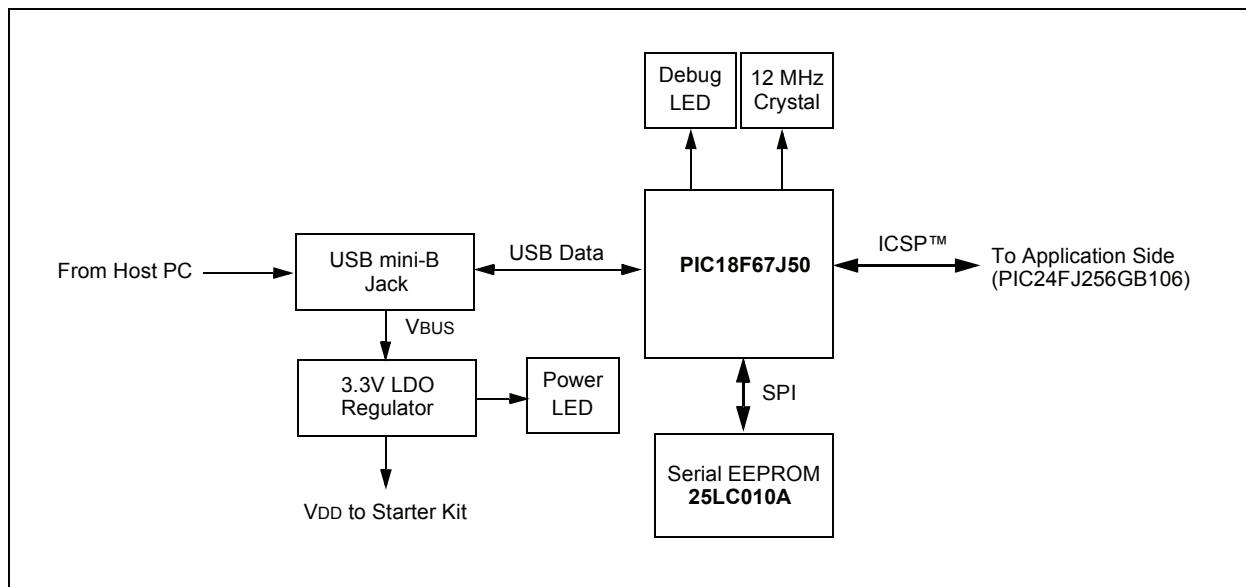 Debug
LED
12 MHz
Crystal
From Host PC
USB mini-B
Jack
USB Data
PIC18F67J50
ICSP™
To Application Side
(PIC24FJ256GB106)
VBUS
3.3V LDO
Regulator
Power
LED
SPI
Serial EEPROM
25LC010A
VDD to Starter Kit